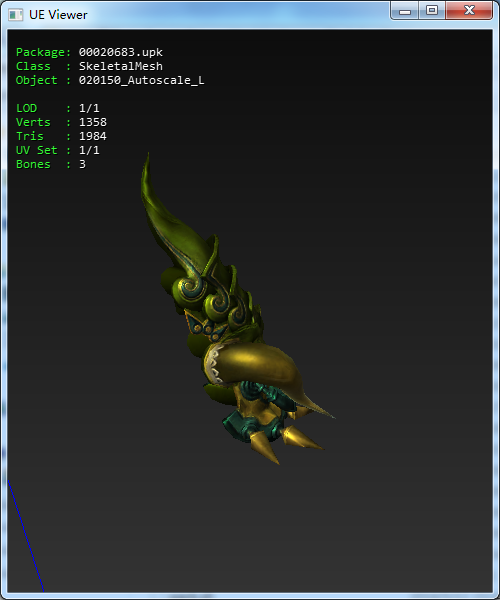 UE Viewer
Package: 00020683.upk
Class : SkeletalMesh
Object : 020150_Autoscale_L
LOD : 1/1
Verts : 1358
Tris : 1984
UV Set : 1/1
Bones : 3